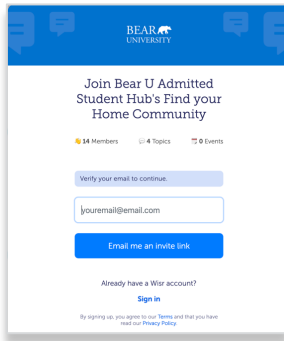 BEAR
UNIVERSITY
Join Bear U Admitted
Student Hub's Find your
Home Community
14 Members 4 Topics 0 Events
Verify your email to continue.
youremail@email.com
Email me an invite link
Already have a Wisr account?
Sign in
By signing up, you agree to our Terms and that you have
read our Privacy Policy.